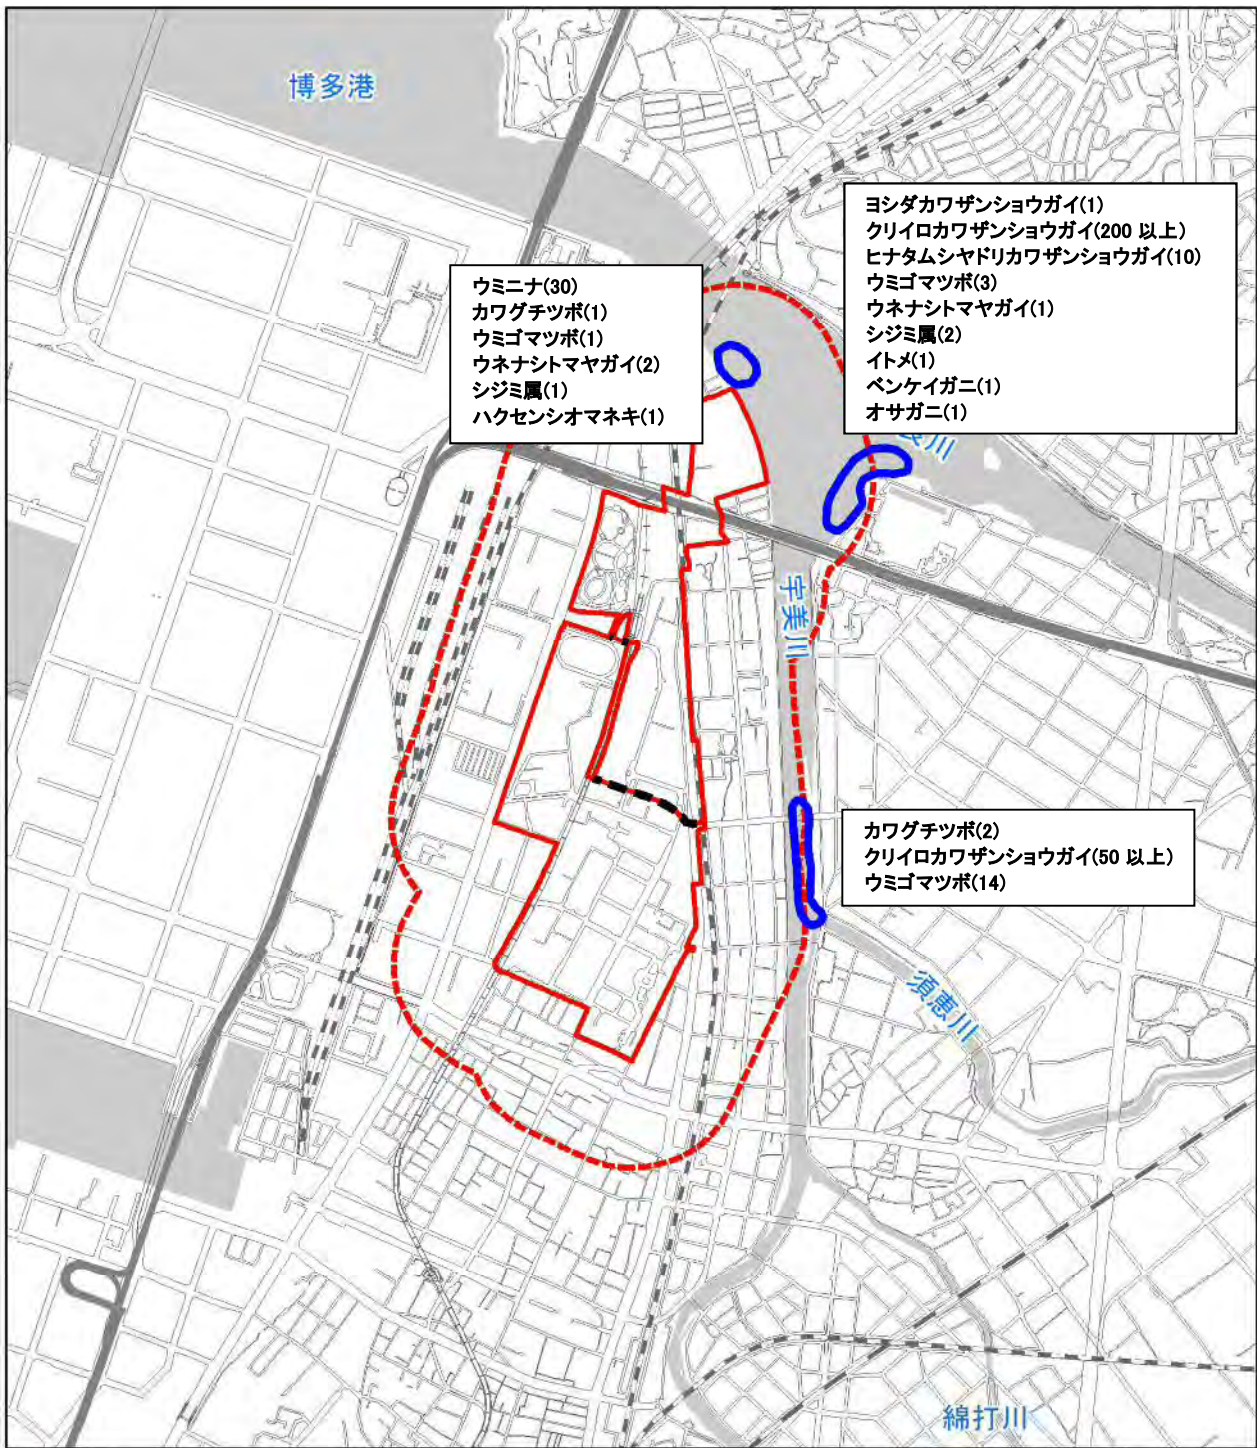 博多港
ヨシダカワザンショウガイ(1)
クリイロカワザンショウガイ(200 以上)
ヒナタムシヤドリカワザンショウガイ(10)
ウミゴマツボ(3)
ウネナシトマヤガイ(1)
シジミ属(2)
イトメ(1)
ベンケイガニ(1)
オサガニ(1)
ウミニナ(30)
カワグチツボ(1)
ウミゴマツボ(1)
ウネナシトマヤガイ(2)
シジミ属(1)
ハクセンシオマネキ(1)
宇美川
カワグチツボ(2)
クリイロカワザンショウガイ(50 以上)
ウミゴマツボ(14)
須恵川
綿打川